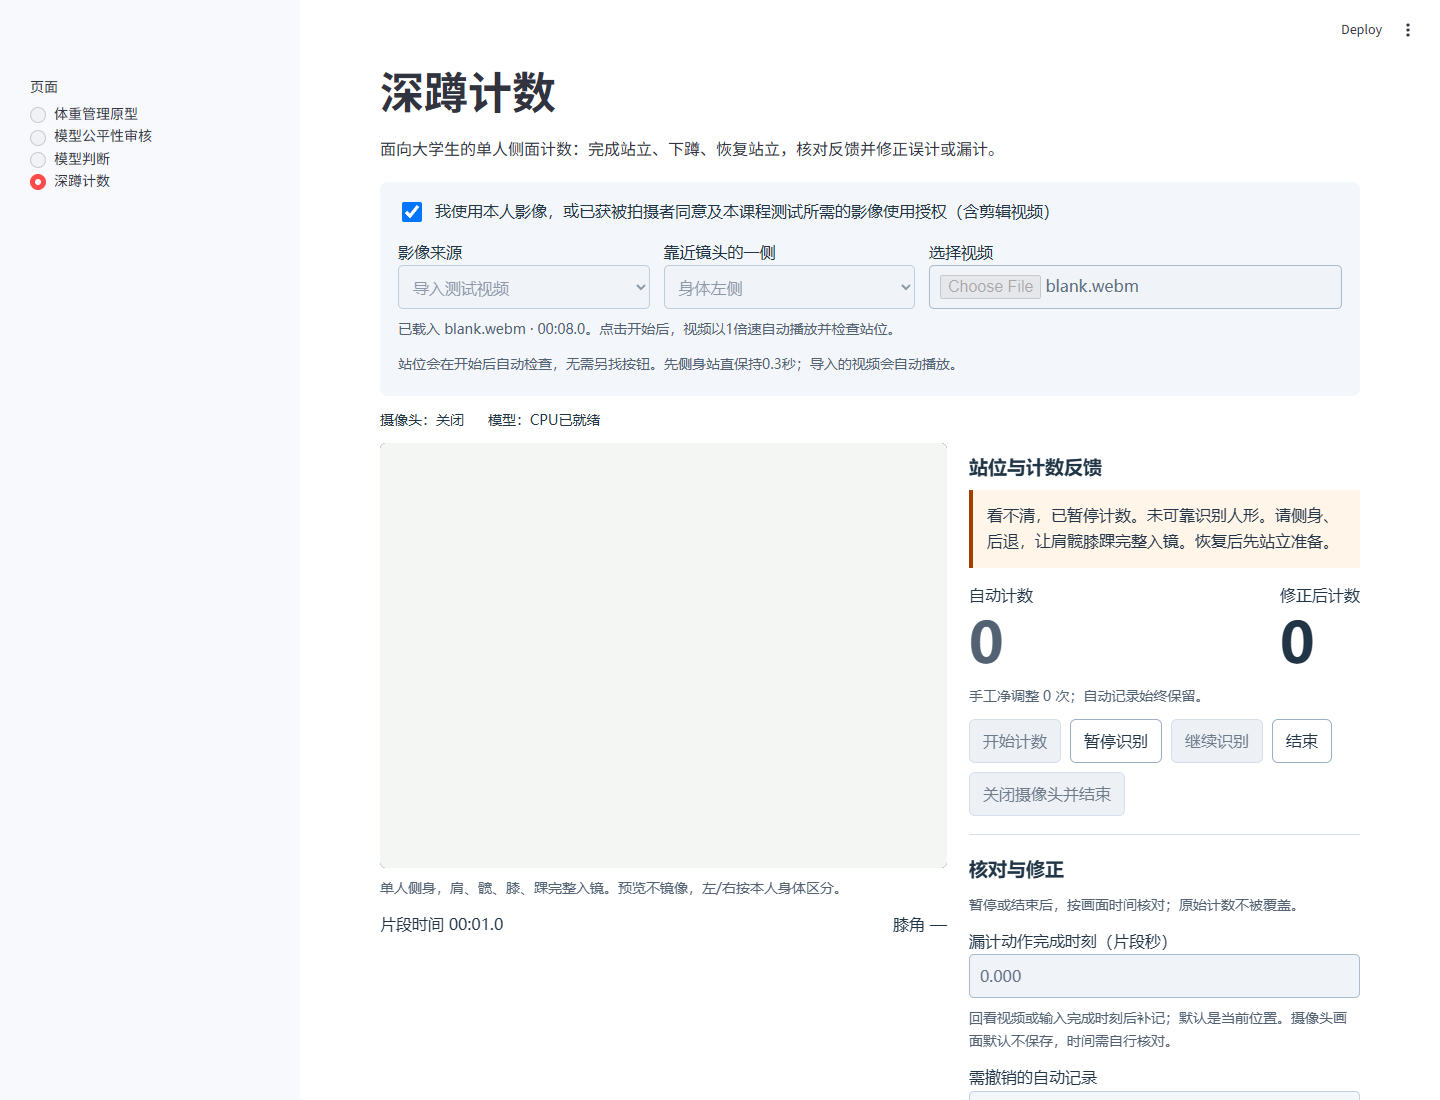 Deploy
页面
体重管理原型
模型公平性审核
模型判断
深蹲计数
深蹲计数
面向大学生的单人侧面计数：完成站立、下蹲、恢复站立，核对反馈并修正误计或漏计。
我使用本人影像，或已获被拍摄者同意及本课程测试所需的影像使用授权（含剪辑视频）
影像来源
靠近镜头的一侧
选择视频
导入测试视频
身体左侧
Choose File blank.webm
已载入 blank.webm · 00:08.0。点击开始后，视频以1倍速自动播放并检查站位。
站位会在开始后自动检查，无需另找按钮。先侧身站直保持0.3秒；导入的视频会自动播放。
摄像头：关闭 模型：CPU已就绪
站位与计数反馈
看不清，已暂停计数。未可靠识别人形。请侧身、
后退，让肩髋膝踝完整入镜。恢复后先站立准备。
自动计数 修正后计数
0 0
手工净调整 0 次；自动记录始终保留。
开始计数 暂停识别 继续识别 结束
关闭摄像头并结束
单人侧身，肩、髋、膝、踝完整入镜。预览不镜像，左/右按本人身体区分。
片段时间 00:01.0 膝角 —
核对与修正
暂停或结束后，按画面时间核对；原始计数不被覆盖。
漏计动作完成时刻（片段秒）
0.000
回看视频或输入完成时刻后补记；默认是当前位置。摄像头画
面默认不保存，时间需自行核对。
需撤销的自动记录